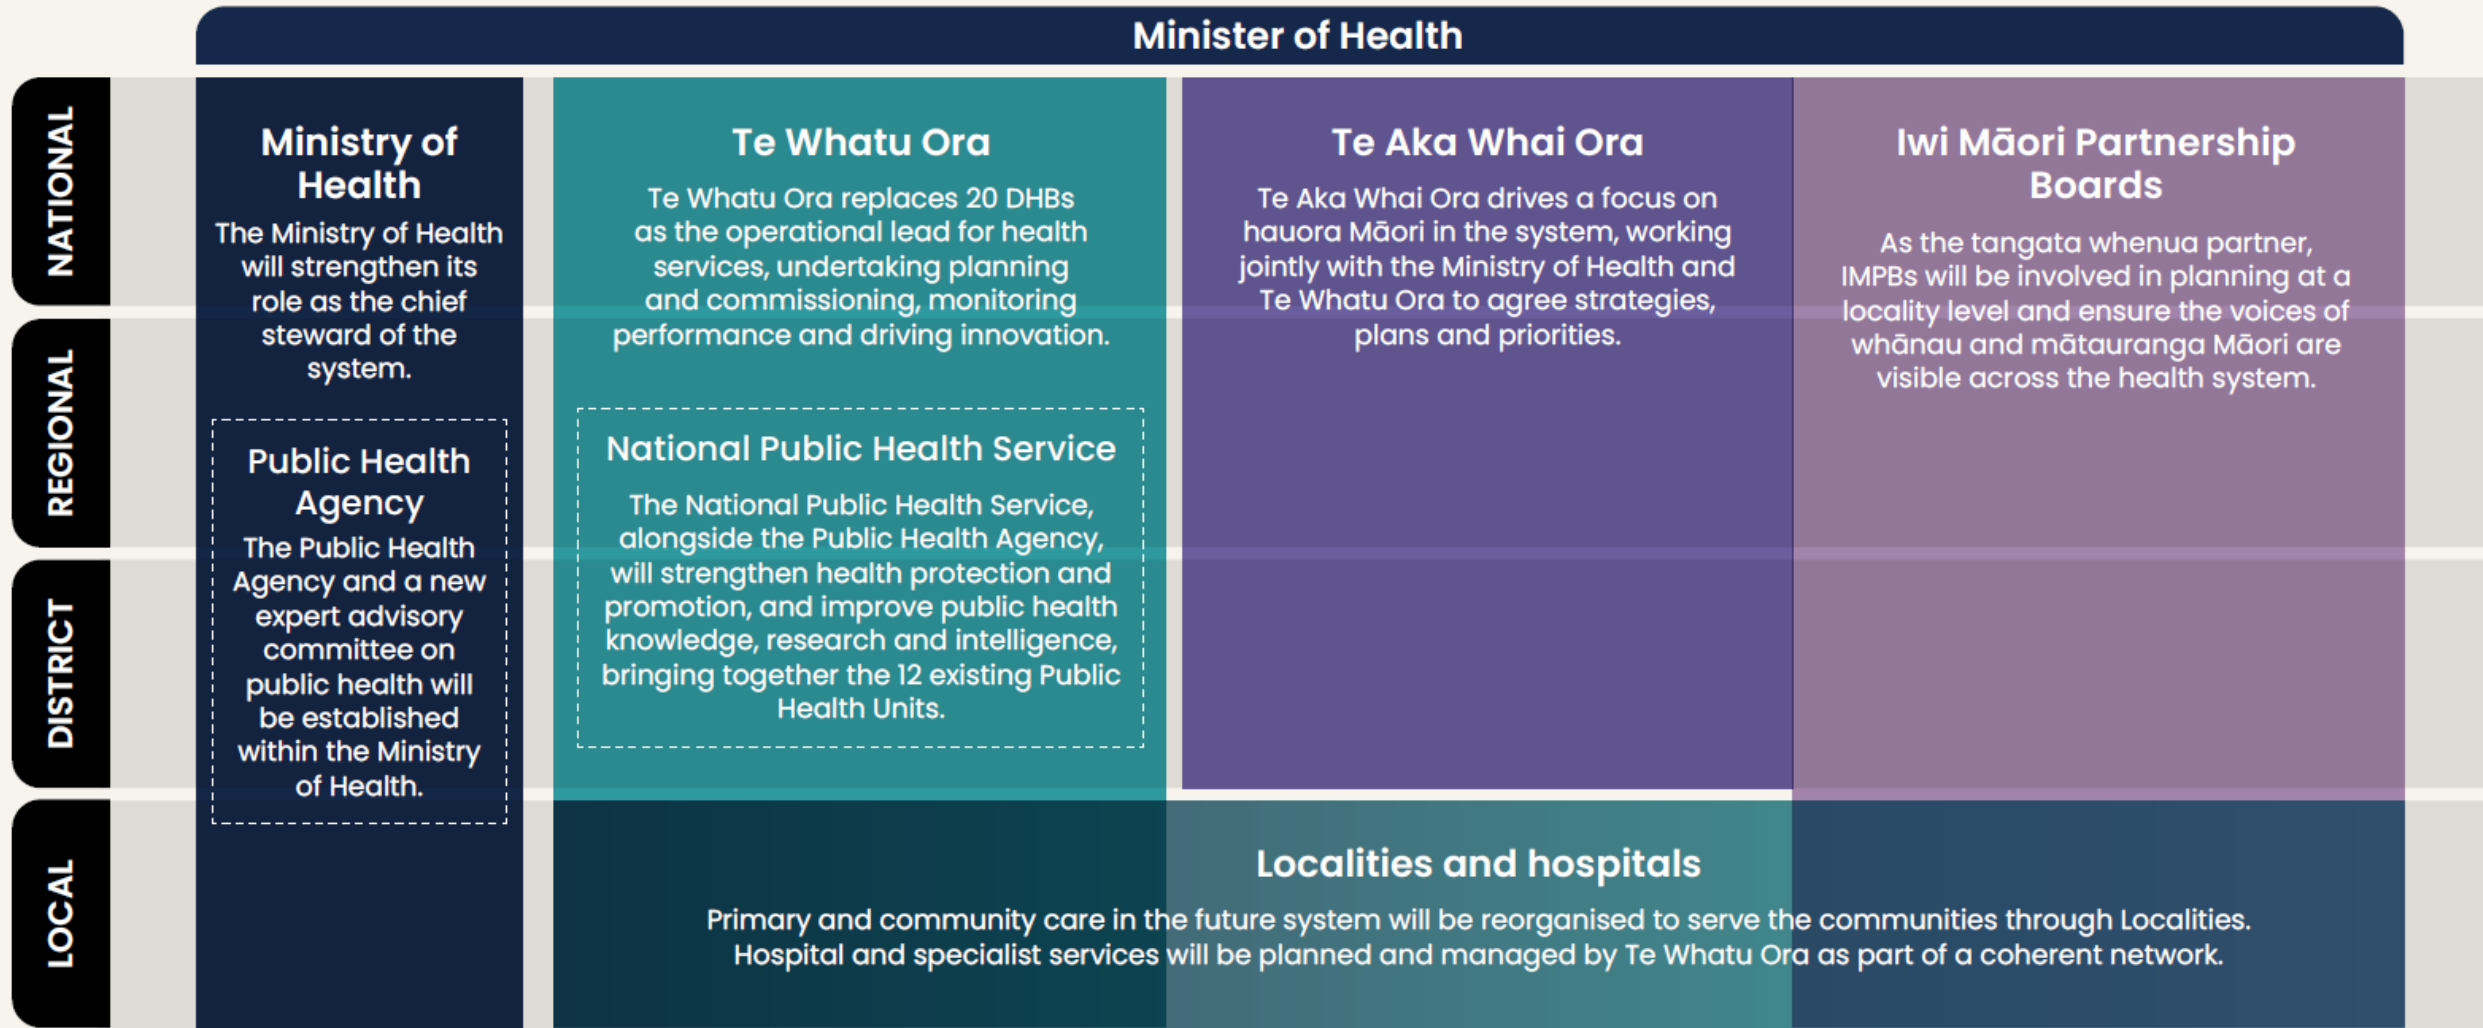 Minister of Health
NATIONAL
REGIONAL
DISTRICT
LOCAL
Ministry of
Health
The Ministry of Health
will strengthen its
role as the chief
steward of the
system.
Public Health
Agency
The Public Health
Agency and a new
expert advisory
committee on
public health will
be established
within the Ministry
of Health.
Te Whatu Ora
Te Whatu Ora replaces 20 DHBs
as the operational lead for health
services, undertaking planning
and commissioning, monitoring
performance and driving innovation.
National Public Health Service
The National Public Health Service,
alongside the Public Health Agency,
will strengthen health protection and
promotion, and improve public health
knowledge, research and intelligence,
bringing together the 12 existing Public
Health Units.
Te Aka Whai Ora
Te Aka Whai Ora drives a focus on
hauora Māori in the system, working
jointly with the Ministry of Health and
Te Whatu Ora to agree strategies,
plans and priorities.
Iwi Māori Partnership
Boards
As the tangata whenua partner,
IMPBs will be involved in planning at a
locality level and ensure the voices of
whānau and mātauranga Māori are
visible across the health system.
Localities and hospitals
Primary and community care in the future system will be reorganised to serve the communities through Localities.
Hospital and specialist services will be planned and managed by Te Whatu Ora as part of a coherent network.